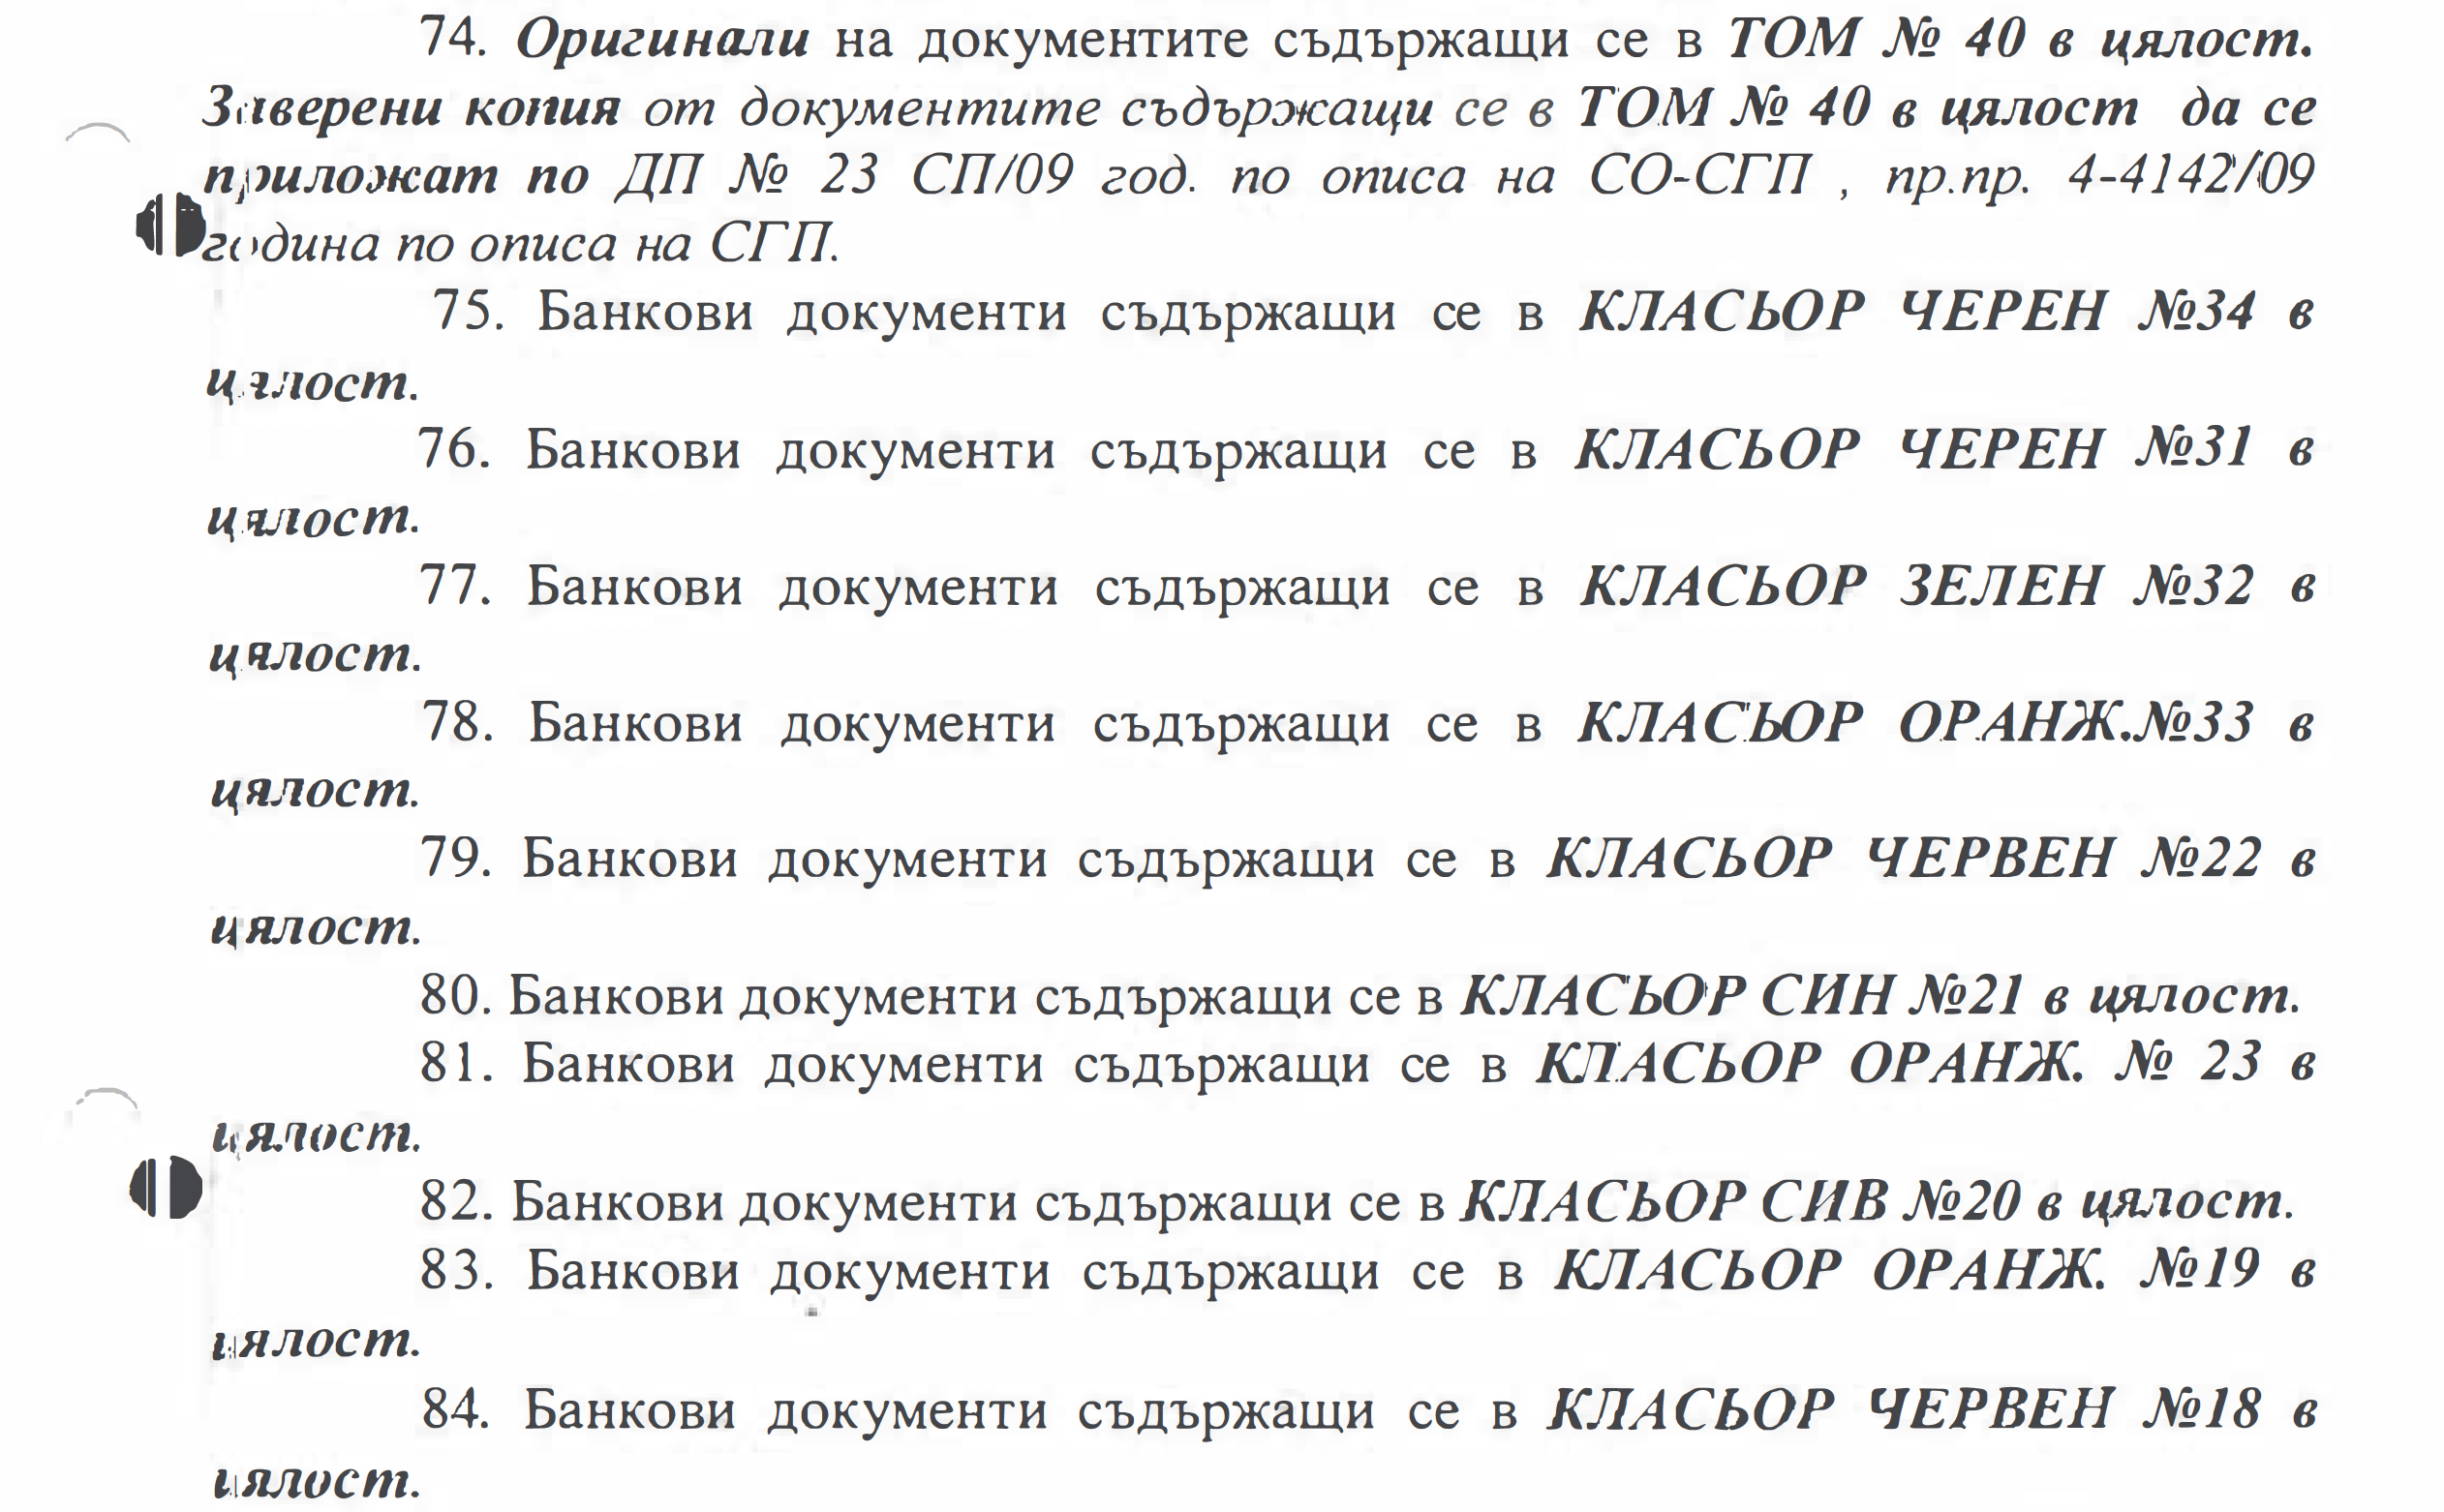 74. Оригинали на документите съдържащи се в ТОМ № 40 в цялост.
Заверени копия от документите съдържащи се в ТОМ № 40 в цялост да се
приложат по ДП № 23 СП/09 год. по описа на СО-СГП , пр.пр. 4-4142/09
година по описа на СГП.
75. Банкови документи съдържащи се в КЛАСЬОР ЧЕРЕН №34 в
цялост.
76. Банкови документи съдържащи се в КЛАСЬОР ЧЕРЕН №31 в
цялост.
77. Банкови документи съдържащи се в КЛАСЬОР ЗЕЛЕН №32 в
цялост.
78. Банкови документи съдържащи се в КЛАСЬОР ОРАНЖ.№33 в
цялост.
79. Банкови документи съдържащи се в КЛАСЬОР ЧЕРВЕН №22 в
цялост.
80. Банкови документи съдържащи се в КЛАСЬОР СИН №21 в цялост.
81. Банкови документи съдържащи се в КЛАСЬОР ОРАНЖ. № 23 в
цялост.
82. Банкови документи съдържащи се в КЛАСЬОР СИВ №20 в цялост.
83. Банкови документи съдържащи се в КЛАСЬОР ОРАНЖ. №19 в
цялост.
84. Банкови документи съдържащи се в КЛАСЬОР ЧЕРВЕН №18 в
цялост.